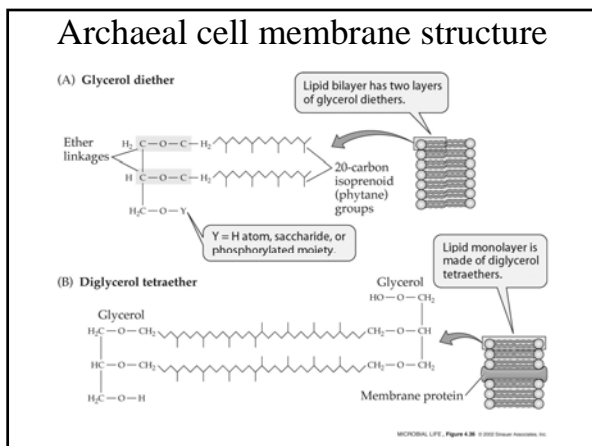 Archaeal cell membrane structure
(A) Glycerol diether
Lipid bilayer has two layers
of glycerol diethers.
Ether
linkages
H₂ C — O — C — H₂
H C — O — C — H₂
H₂C — O — Y
20-carbon
isoprenoid
(phytane)
groups
Y = H atom, saccharide, or
phosphorylated moiety.
Lipid monolayer is
made of diglycerol
tetraethers.
(B) Diglycerol tetraether
Glycerol
Glycerol
HO — O — CH₂
H₂C — O — CH₂
CH₂ — O — CH
HC — O — CH₂
CH₂ — O — CH₂
H₂C — O — H
Membrane protein
MICROBIAL LIFE, Figure 4.36 © 2002 Sinauer Associates, Inc.